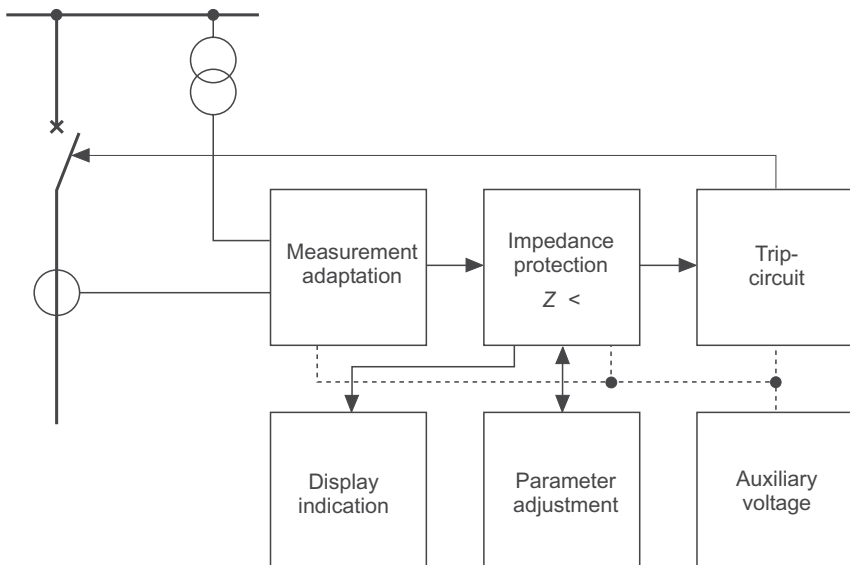 Measurement
adaptation
Impedance
protection
Z <
Trip-
circuit
Display
indication
Parameter
adjustment
Auxiliary
voltage